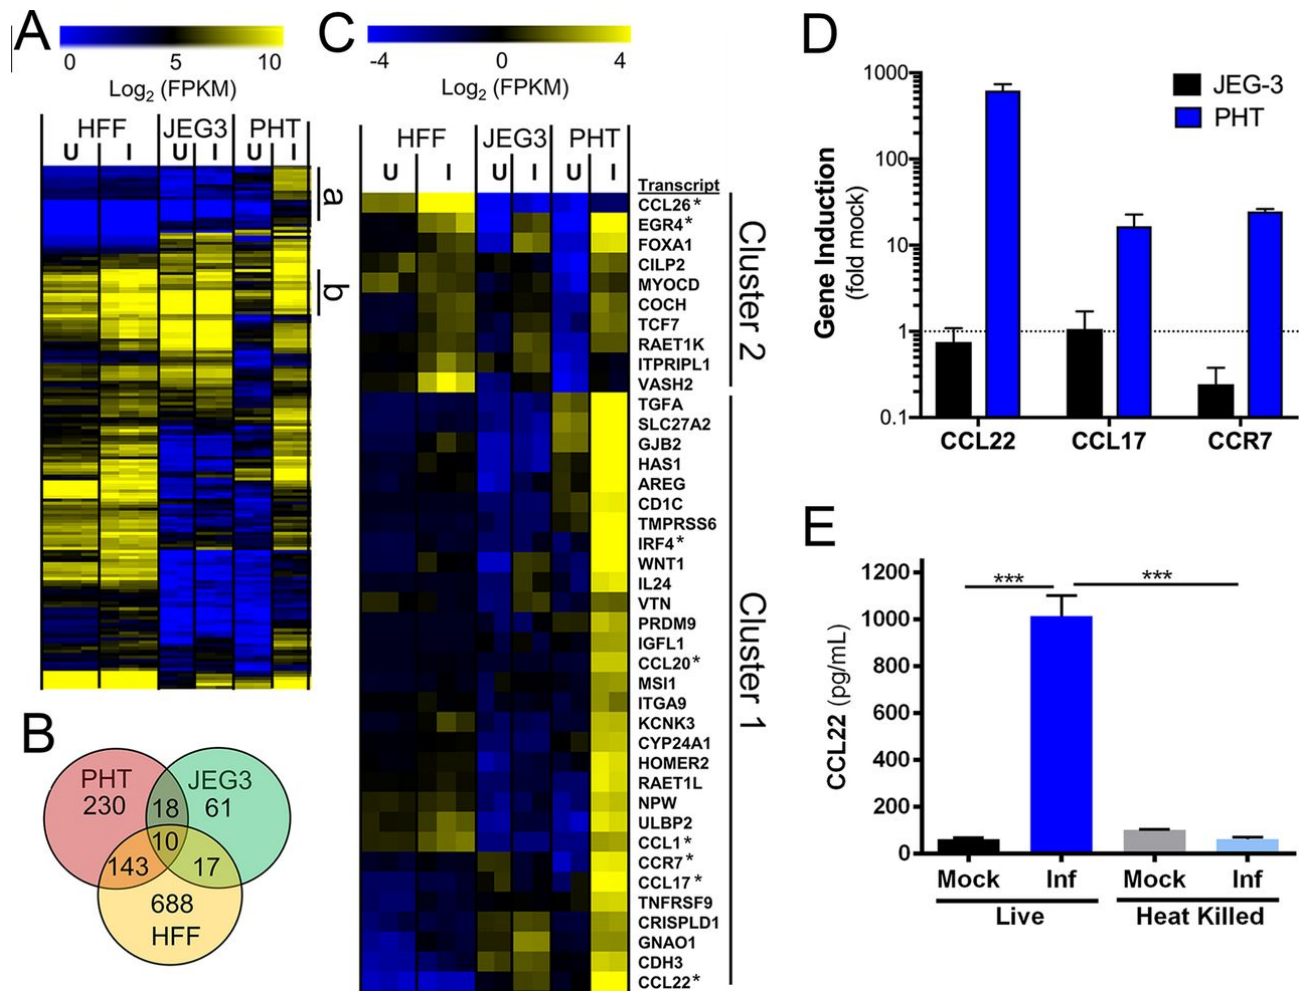 A
0 5 10
Log2 (FPKM)
HFF JEG3 PHT
U I U I U I
a
b
B
PHT
230
JEG3
61
18
10
143
17
688
HFF
C
-4 0 4
Log2 (FPKM)
HFF JEG3 PHT
U I U I U I
Transcript
CCL26*
EGR4*
FOXA1
CILP2
MYOCD
COCH
TCF7
RAET1K
ITPRIPL1
VASH2
TGFA
SLC27A2
GJB2
HAS1
AREG
CD1C
TMPRSS6
IRF4*
WNT1
IL24
VTN
PRDM9
IGFL1
CCL20*
MSI1
ITGA9
KCNK3
CYP24A1
HOMER2
RAET1L
NPW
ULBP2
CCL1*
CCR7*
CCL17*
TNFRSF9
CRISPLD1
GNAO1
CDH3
CCL22*
Cluster 2
Cluster 1
D
JEG-3
PHT
Gene Induction
(fold mock)
1000
100
10
1
0.1
CCL22 CCL17 CCR7
E
CCL22 (pg/mL)
1200
1000
800
600
400
200
0
*** ***
Mock Inf Mock Inf
Live Heat Killed